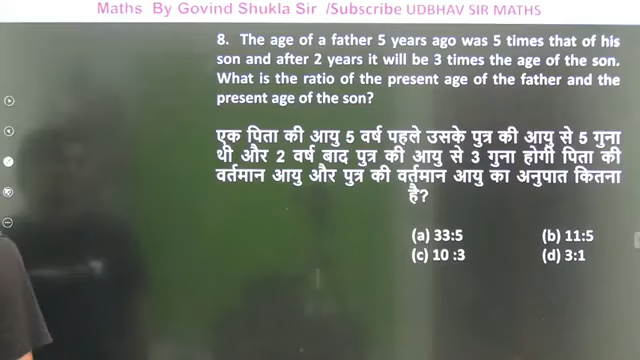 Maths By Govind Shukla Sir /Subscribe UDBHAV SIR MATHS
8. The age of a father 5 years ago was 5 times that of his
son and after 2 years it will be 3 times the age of the son.
What is the ratio of the present age of the father and the
present age of the son?
एक पिता की आयु 5 वर्ष पहले उसके पुत्र की आयु से 5 गुना
थी और 2 वर्ष बाद पुत्र की आयु से 3 गुना होगी पिता की
वर्तमान आयु और पुत्र की वर्तमान आयु का अनुपात कितना
है?
(a) 33:5 (b) 11:5
(c) 10 :3 (d) 3:1